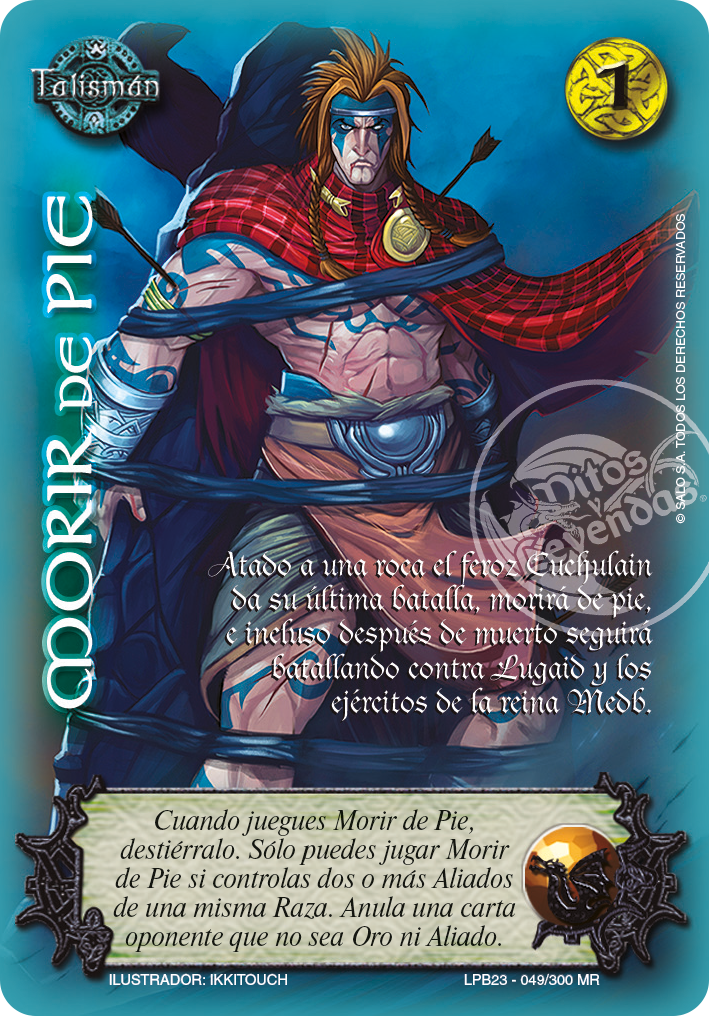 Talismán
1
MORIR DE PIE
© SALO S.A. TODOS LOS DERECHOS RESERVADOS
Mitos
y
Leyendas
®
Atado a una roca el feroz Cuchulain
da su última batalla, morirá de pie,
e incluso después de muerto seguirá
batallando contra Lugaid y los
ejércitos de la reina Medb.
Cuando juegues Morir de Pie,
destiérralo. Sólo puedes jugar Morir
de Pie si controlas dos o más Aliados
de una misma Raza. Anula una carta
oponente que no sea Oro ni Aliado.
ILUSTRADOR: IKKITOUCH
LPB23 - 049/300 MR